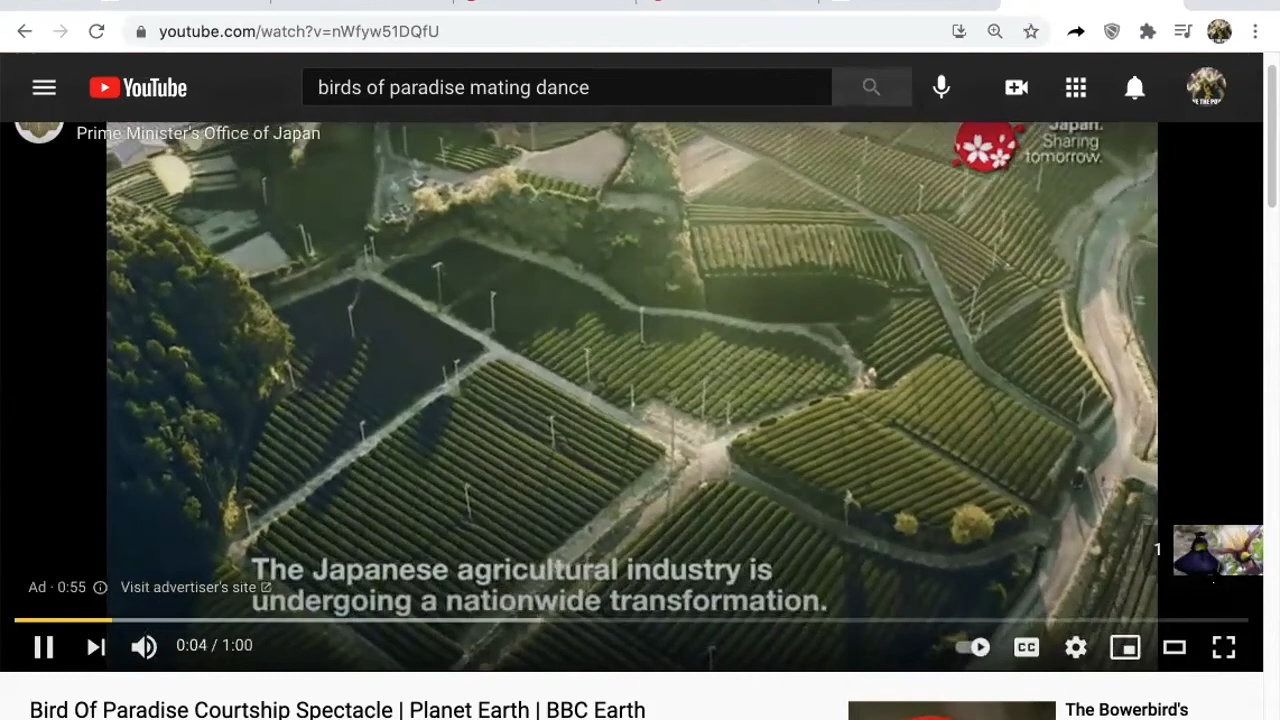 youtube.com/watch?v=nWfyw51DQfU
YouTube
birds of paradise mating dance
Prime Minister's Office of Japan
Japan.
Sharing
tomorrow.
The Japanese agricultural industry is
undergoing a nationwide transformation.
Ad · 0:55
Visit advertiser's site
1
0:04 / 1:00
CC
Bird Of Paradise Courtship Spectacle | Planet Earth | BBC Earth
The Bowerbird's